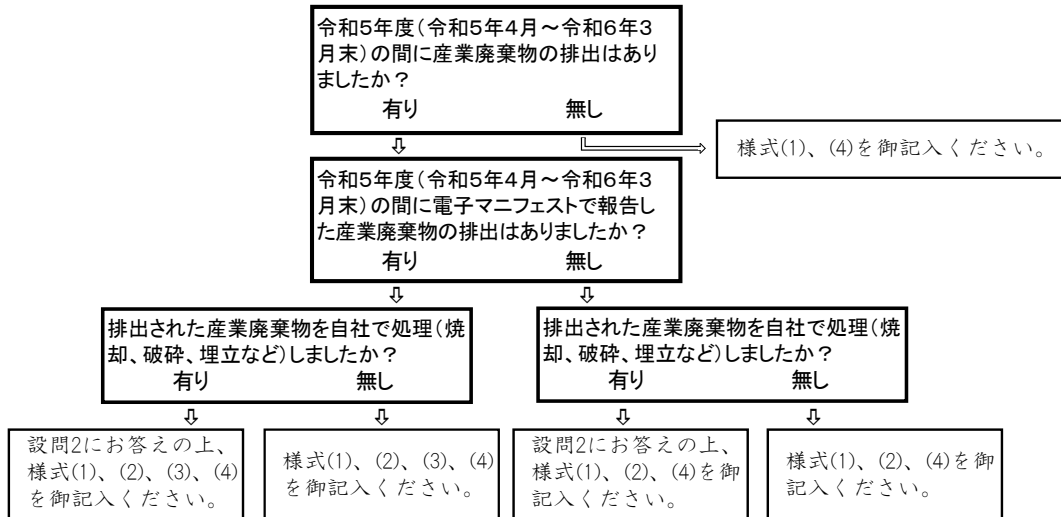 令和5年度(令和5年4月～令和6年3
月末)の間に産業廃棄物の排出はあり
ましたか？
有り 無し
様式(1)、(4)を御記入ください。
令和5年度(令和5年4月～令和6年3
月末)の間に電子マニフェストで報告し
た産業廃棄物の排出はありましたか？
有り 無し
排出された産業廃棄物を自社で処理(焼
却、破砕、埋立など)しましたか？
有り 無し
排出された産業廃棄物を自社で処理(焼
却、破砕、埋立など)しましたか？
有り 無し
設問2にお答えの上、
様式(1)、(2)、(3)、(4)
を御記入ください。
様式(1)、(2)、(3)、(4)
を御記入ください。
設問2にお答えの上、
様式(1)、(2)、(4)を御
記入ください。
様式(1)、(2)、(4)を御
記入ください。